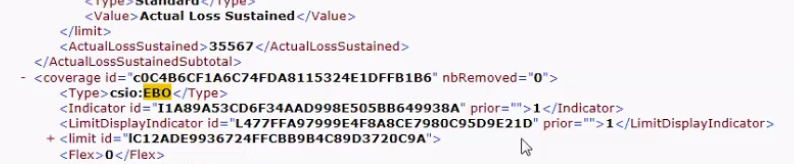 <Type>Standard</Type>
<Value>Actual Loss Sustained</Value>
</limit>
<ActualLossSustained>35567</ActualLossSustained>
</ActualLossSustainedSubtotal>
- <coverage id="c0C4B6CF1A6C74FDA8115324E1DFFB1B6" nbRemoved="0">
<Type>csio:EBO</Type>
<Indicator id="I1A89A53CD6F34AAD998E505BB649938A" prior="">1</Indicator>
<LimitDisplayIndicator id="L477FFA97999E4F8A8CE7980C95D9E21D" prior="">1</LimitDisplayIndicator>
+ <limit id="lC12ADE9936724FFCBB9B4C89D3720C9A">
<Flex>0</Flex>